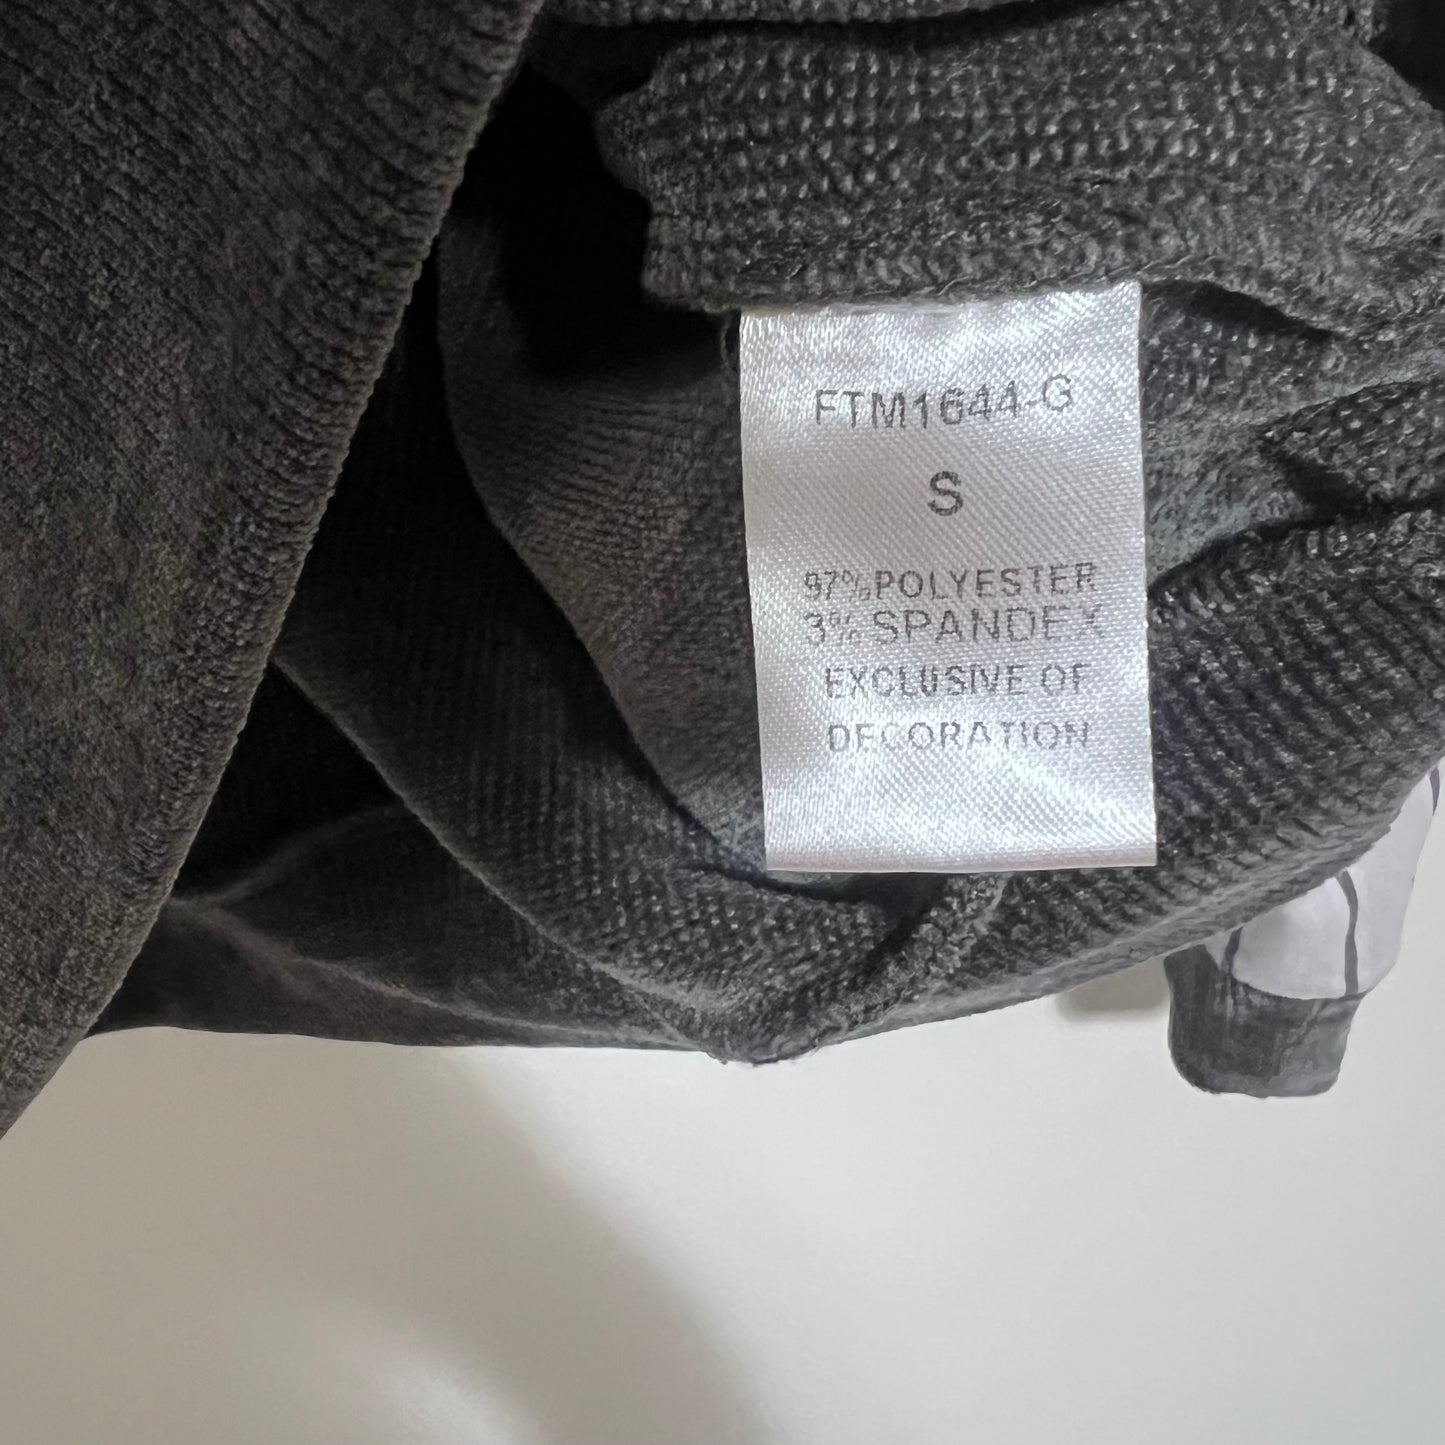 FTM1644-G
S
97%POLYESTER
3% SPANDEX
EXCLUSIVE OF
DECORATION